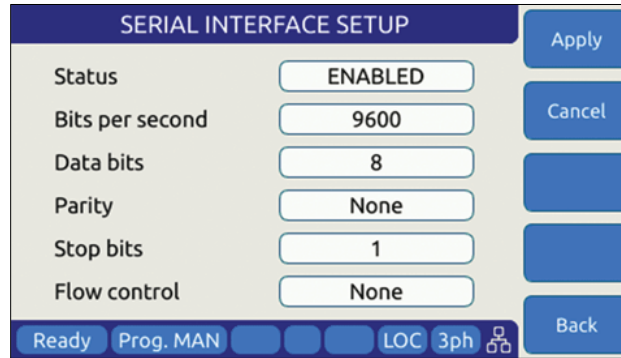 SERIAL INTERFACE SETUP
Apply
Status ENABLED
Bits per second 9600
Cancel
Data bits 8
Parity None
Stop bits 1
Flow control None
Back
Ready Prog. MAN LOC 3ph